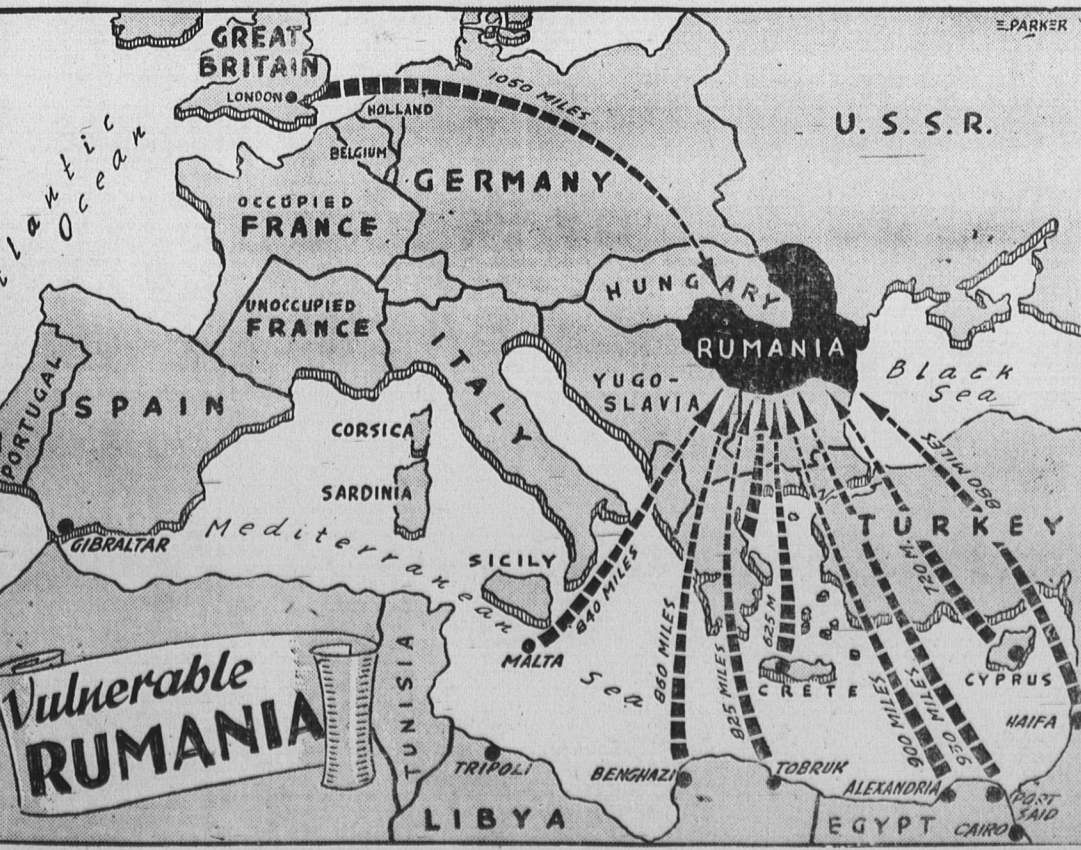 E. PARKER
GREAT
BRITAIN
LONDON
1050 MILES
HOLLAND
BELGIUM
U. S. S. R.
GERMANY
Ocean
OCCUPIED
FRANCE
HUNGARY
UNOCCUPIED
FRANCE
ITALY
RUMANIA
Black
Sea
YUGO-
SLAVIA
PORTUGAL
SPAIN
CORSICA
SARDINIA
880 MILES
GIBRALTAR
Mediterranean
Sea
TURKEY
SICILY
840 MILES
MALTA
860 MILES
825 MILES
625 M
720 M
CRETE
CYPRUS
900 MILES
950 MILES
HAIFA
Vulnerable
RUMANIA
TUNISIA
TRIPOLI
BENGHAZI
TOBRUK
ALEXANDRIA
PORT
SAID
LIBYA
EGYPT
CAIRO